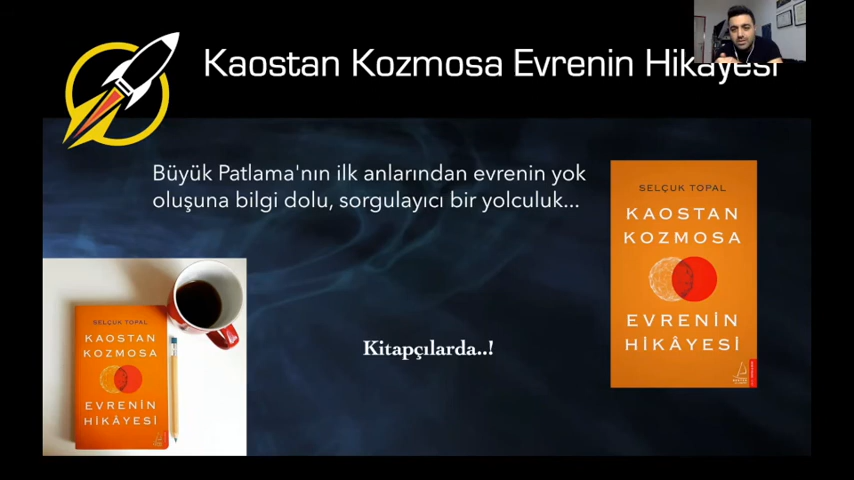 Kaostan Kozmosa Evrenin Hikayesi
Büyük Patlama'nın ilk anlarından evrenin yok
oluşuna bilgi dolu, sorgulayıcı bir yolculuk...
SELÇUK TOPAL
KAOSTAN
KOZMOSA
EVRENİN
HİKÂYESİ
Kitapçılarda..!
SELÇUK TOPAL
KAOSTAN
KOZMOSA
EVRENİN
HİKÂYESİ